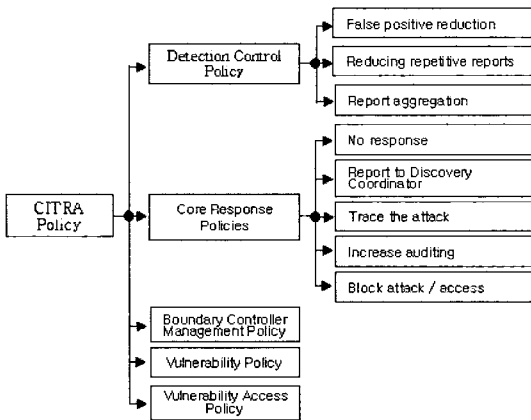 False positive reduction
Detection Control
Policy
Reducing repetitive reports
Report aggregation
No response
Report to Discovery
Coordinator
CITRA
Policy
Core Response
Policies
Trace the attack
Increase auditing
Block attack / access
Boundary Controller
Management Policy
Vulnerability Policy
Vulnerability Access
Policy